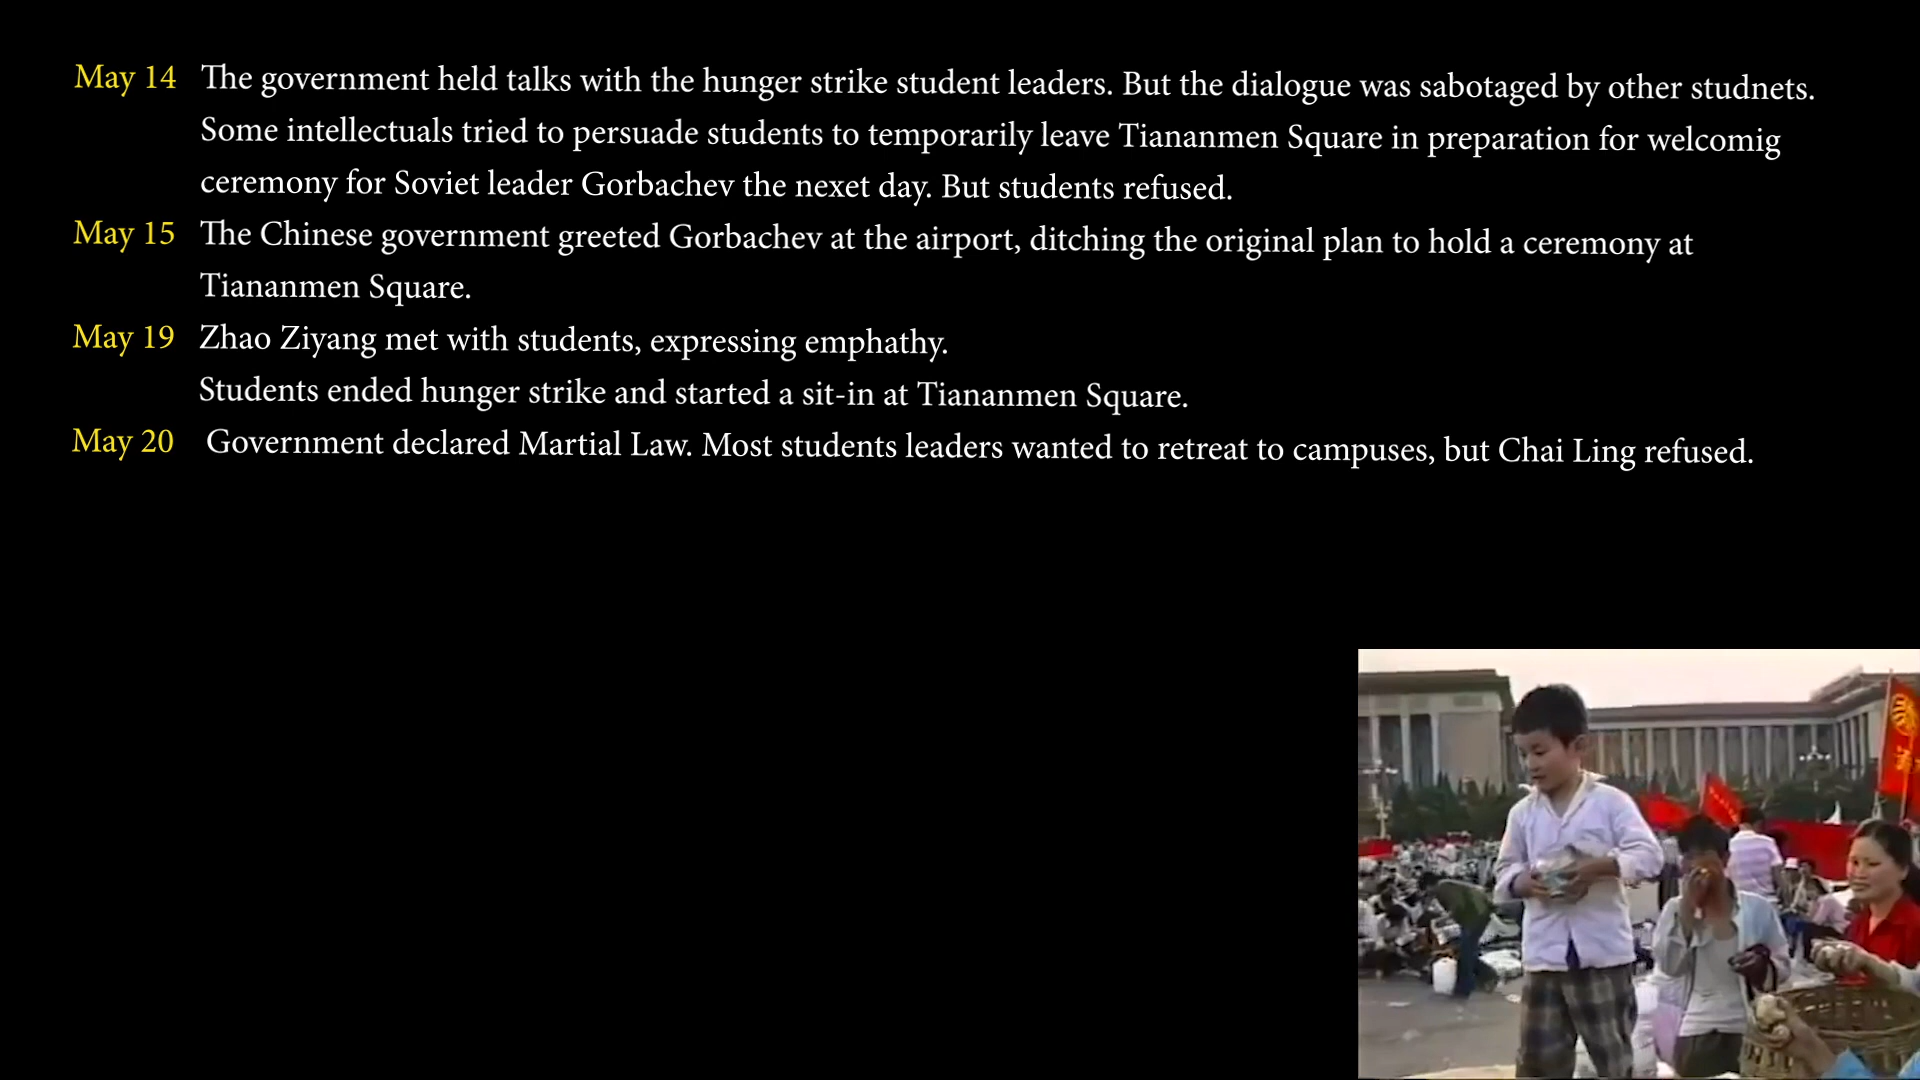 May 14 The government held talks with the hunger strike student leaders. But the dialogue was sabotaged by other studnets.
Some intellectuals tried to persuade students to temporarily leave Tiananmen Square in preparation for welcomig
ceremony for Soviet leader Gorbachev the nexet day. But students refused.
May 15 The Chinese government greeted Gorbachev at the airport, ditching the original plan to hold a ceremony at
Tiananmen Square.
May 19 Zhao Ziyang met with students, expressing emphathy.
Students ended hunger strike and started a sit-in at Tiananmen Square.
May 20 Government declared Martial Law. Most students leaders wanted to retreat to campuses, but Chai Ling refused.